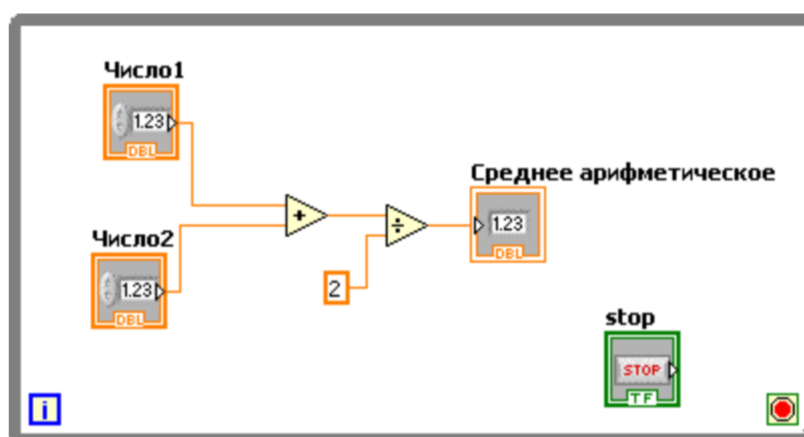 Число1
1.23
DBL
Среднее арифметическое
+
÷
1.23
DBL
Число2
1.23
DBL
2
stop
STOP
TF
i